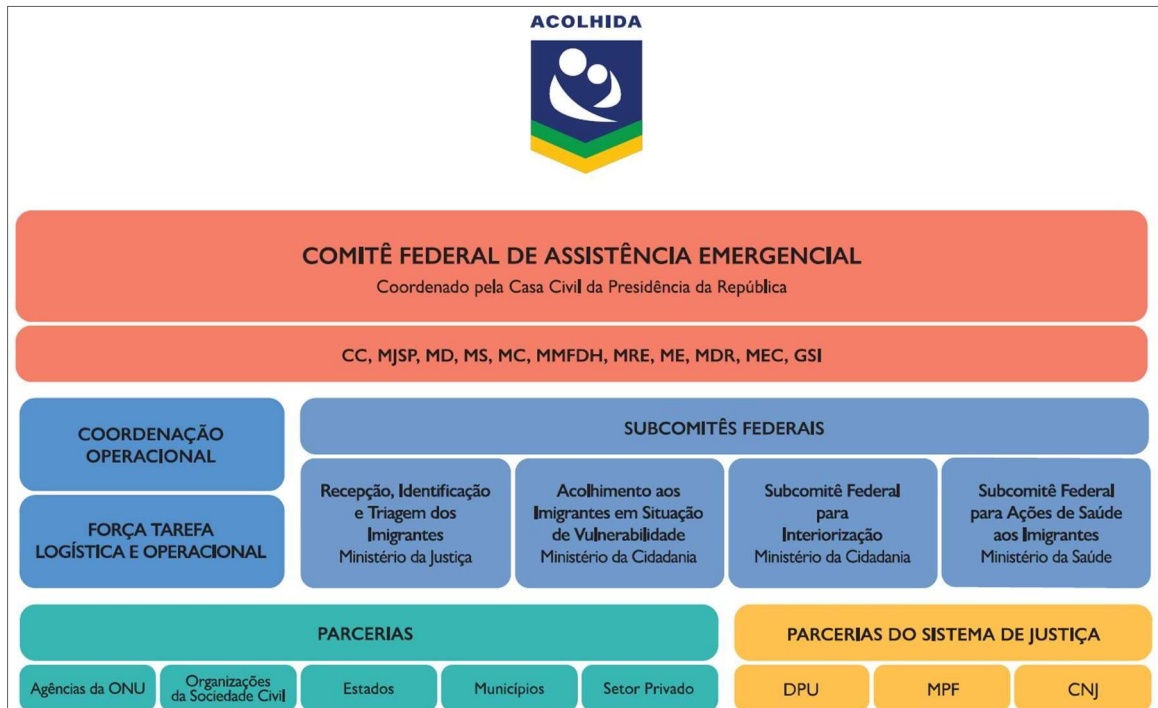 ACOLHIDA
COMITÊ FEDERAL DE ASSISTÊNCIA EMERGENCIAL
Coordenado pela Casa Civil da Presidência da República
CC, MJSP, MD, MS, MC, MMFDH, MRE, ME, MDR, MEC, GSI
COORDENAÇÃO
OPERACIONAL
FORÇA TAREFA
LOGÍSTICA E OPERACIONAL
SUBCOMITÊS FEDERAIS
Recepção, Identificação
e Triagem dos
Imigrantes
Ministério da Justiça
Acolhimento aos
Imigrantes em Situação
de Vulnerabilidade
Ministério da Cidadania
Subcomitê Federal
para
Interiorização
Ministério da Cidadania
Subcomitê Federal
para Ações de Saúde
aos Imigrantes
Ministério da Saúde
PARCERIAS
Agências da ONU
Organizações
da Sociedade Civil
Estados
Municípios
Setor Privado
PARCERIAS DO SISTEMA DE JUSTIÇA
DPU
MPF
CNJ